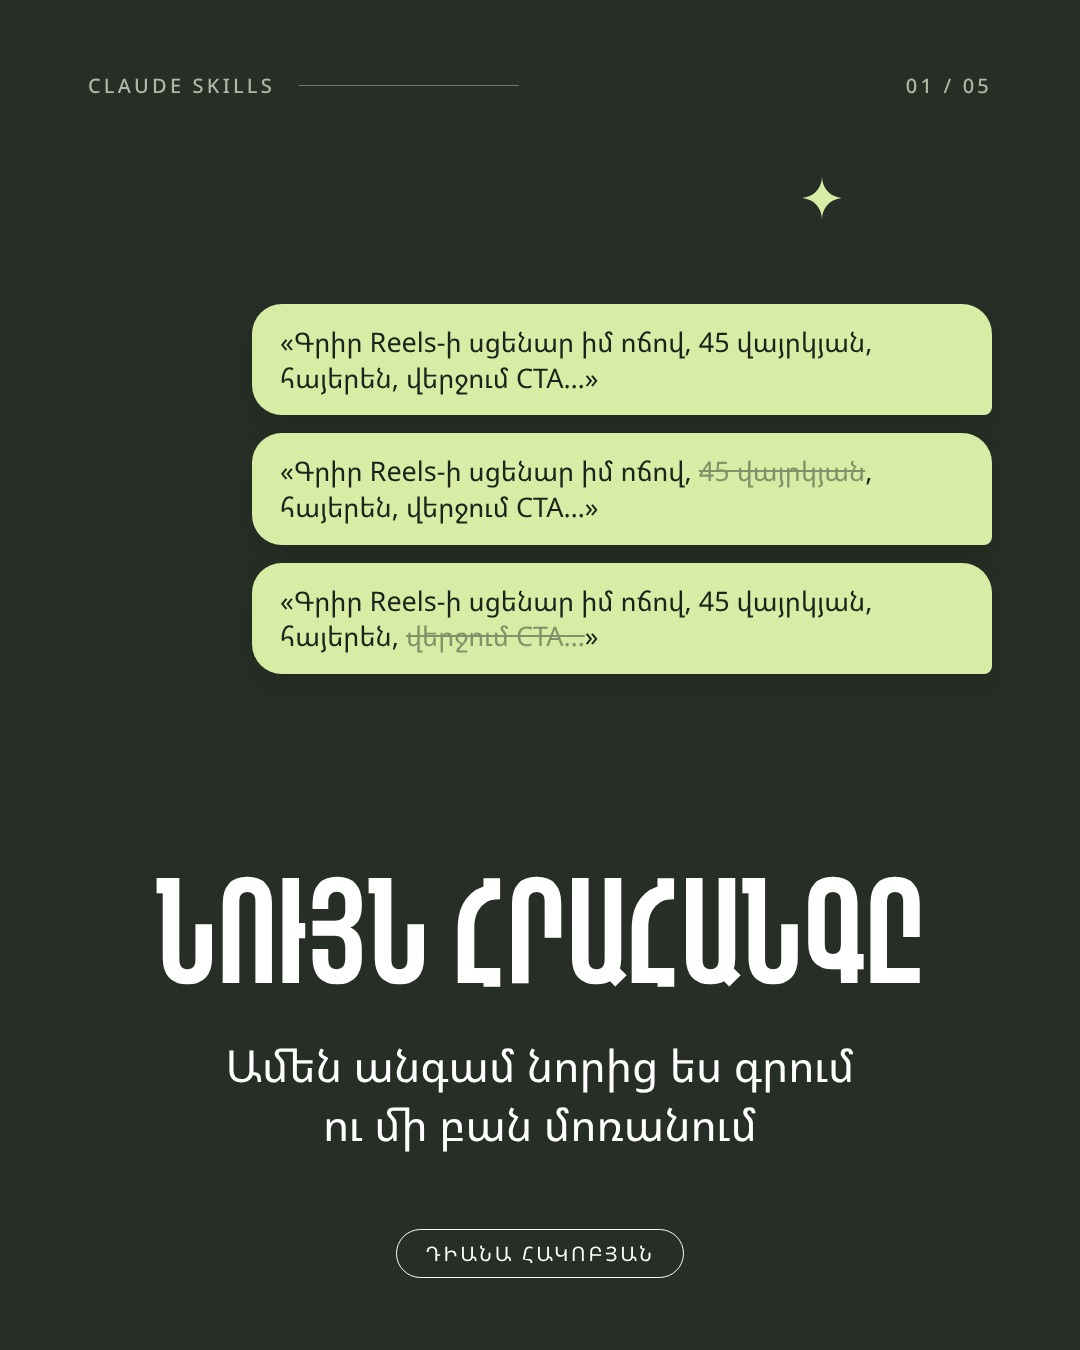 CLAUDE SKILLS
01 / 05
«Գրիր Reels-ի սցենար իմ ոճով, 45 վայրկյան,
հայերեն, վերջում CTA...»
«Գրիր Reels-ի սցենար իմ ոճով, 45 վայրկյան,
հայերեն, վերջում CTA...»
«Գրիր Reels-ի սցենար իմ ոճով, 45 վայրկյան,
հայերեն, վերջում CTA...»
ՆՈՒՅՆ ՀՐԱՀԱՆԳԸ
Ամեն անգամ նորից ես գրում
ու մի բան մոռանում
ԴԻԱՆԱ ՀԱԿՈԲՅԱՆ